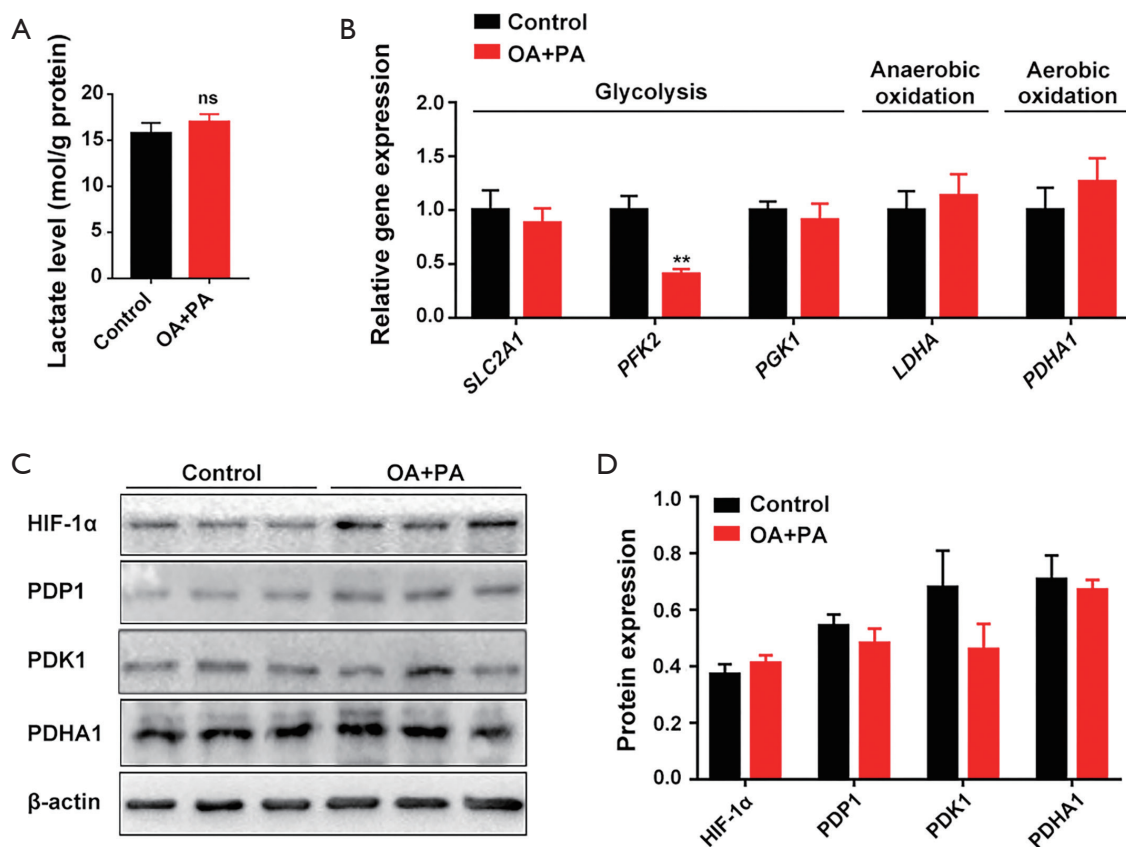 A
Lactate level (mol/g protein)
20
15
10
5
0
ns
Control
OA+PA
B
Control
OA+PA
Relative gene expression
2.0
1.5
1.0
0.5
0.0
Glycolysis
Anaerobic
oxidation
Aerobic
oxidation
**
SLC2A1
PFK2
PGK1
LDHA
PDHA1
C
Control
OA+PA
HIF-1α
PDP1
PDK1
PDHA1
β-actin
D
Control
OA+PA
Protein expression
1.0
0.8
0.6
0.4
0.2
0.0
HIF-1α
PDP1
PDK1
PDHA1